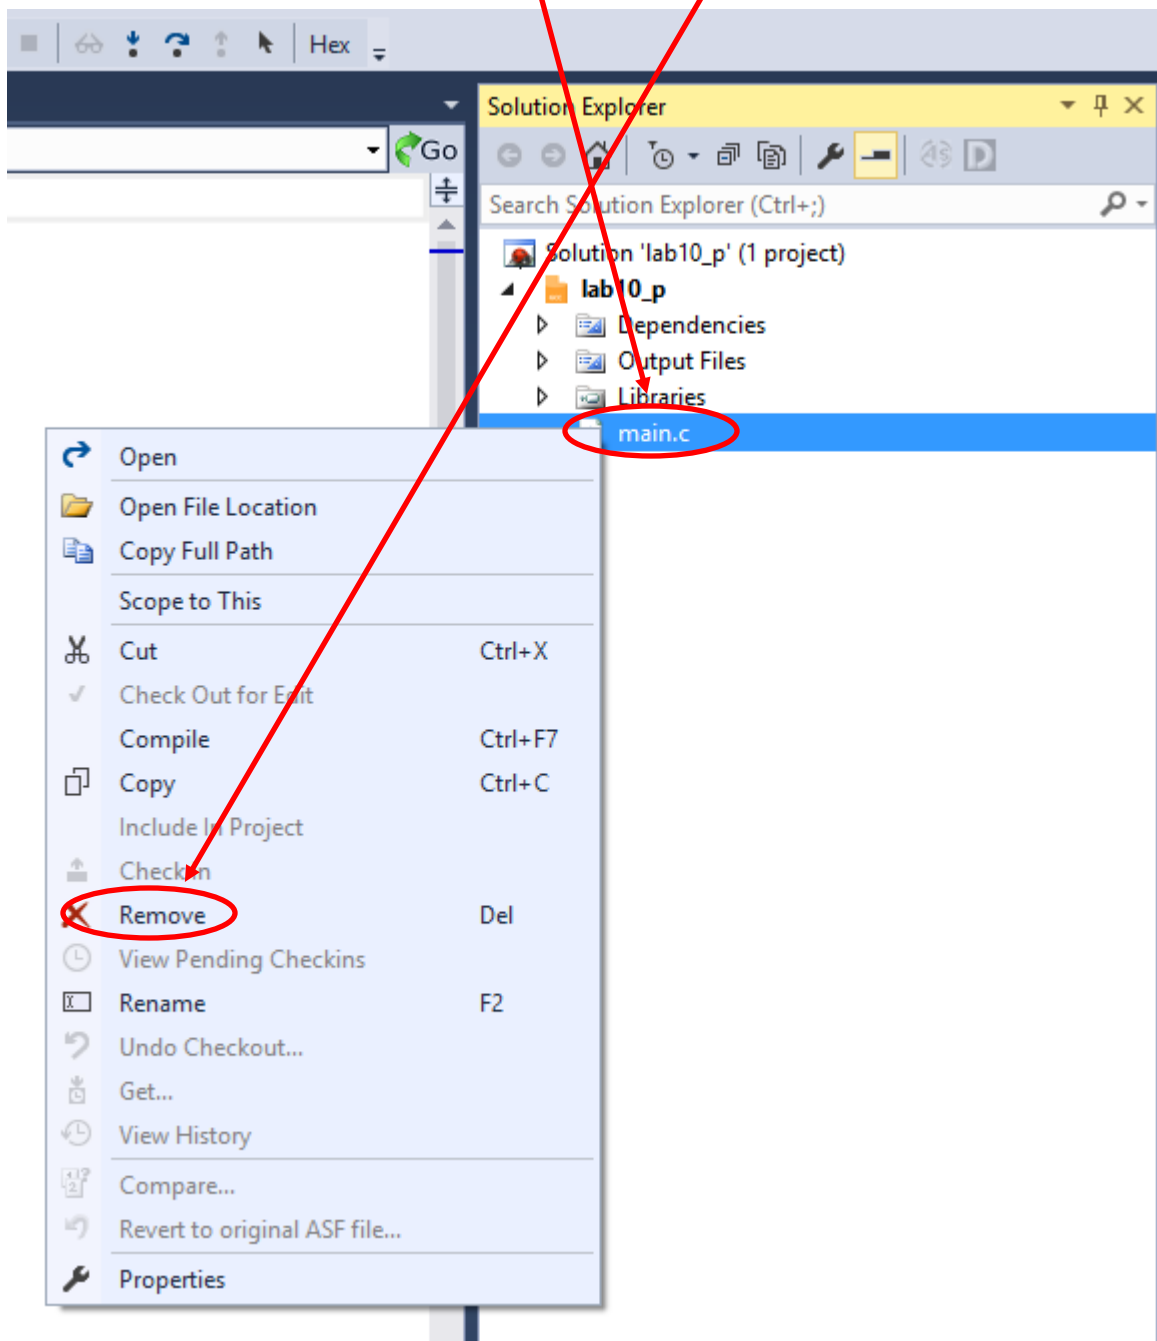 Hex
Solution Explorer
Go
Search Solution Explorer (Ctrl+;)
Solution 'lab10_p' (1 project)
lab10_p
Dependencies
Output Files
Libraries
main.c
Open
Open File Location
Copy Full Path
Scope to This
Cut Ctrl+X
Check Out for Edit
Compile Ctrl+F7
Copy Ctrl+C
Include In Project
Check In
Remove Del
View Pending Checkins
Rename F2
Undo Checkout...
Get...
View History
Compare...
Revert to original ASF file...
Properties